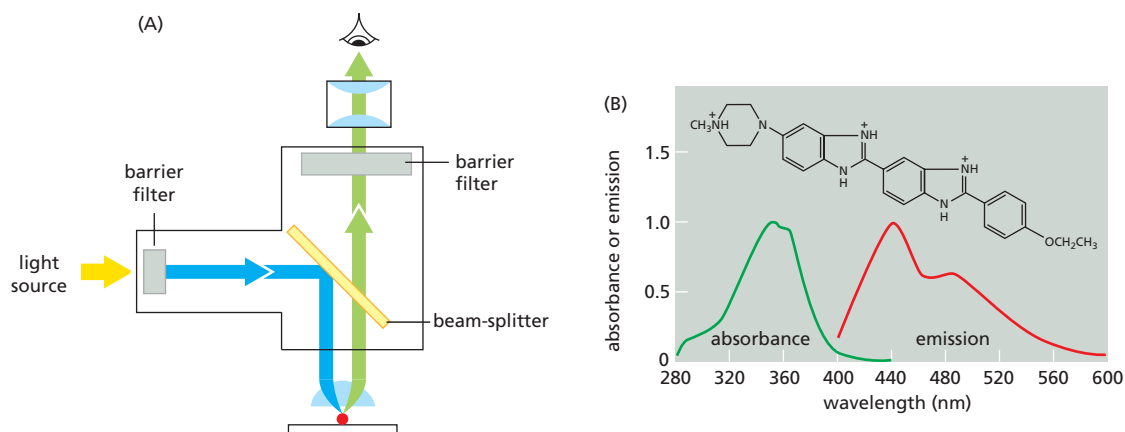 (A)
barrier
filter
barrier
filter
light
source
beam-splitter
(B)
absorbance or emission
1.5
1.0
0.5
0
280 320 360 400 440 480 520 560 600
wavelength (nm)
absorbance
emission
CH3NH
+
N
+
NH
N
H
+
NH
N
H
OCH2CH3